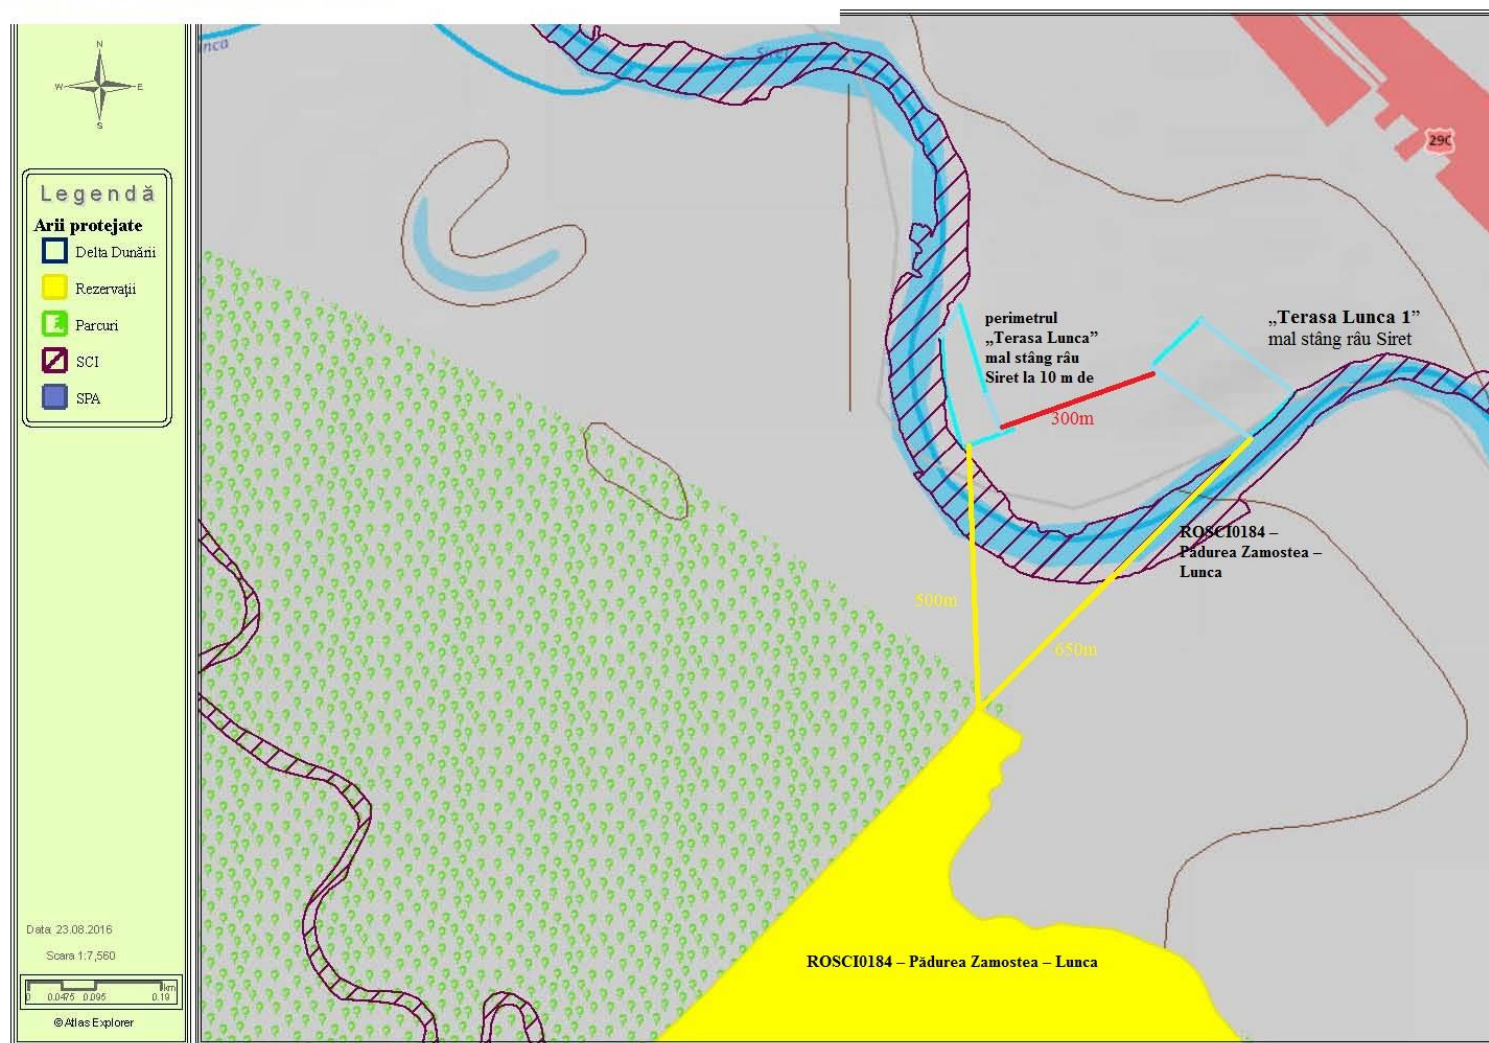 N
W
E
S
Legendă
Arii protejate
Delta Dunării
Rezervații
Parcuri
SCI
SPA
Data: 23.08.2016
Scara 1:7,560
km
0 0.0475 0.095 0.19
© Atlas Explorer
Siret
290
perimetrul
„Terasa Lunca”
mal stâng râu
Siret la 10 m de
„Terasa Lunca 1”
mal stâng râu Siret
300m
ROSCI0184 –
Pădurea Zamostea –
Lunca
500m
650m
ROSCI0184 – Pădurea Zamostea – Lunca